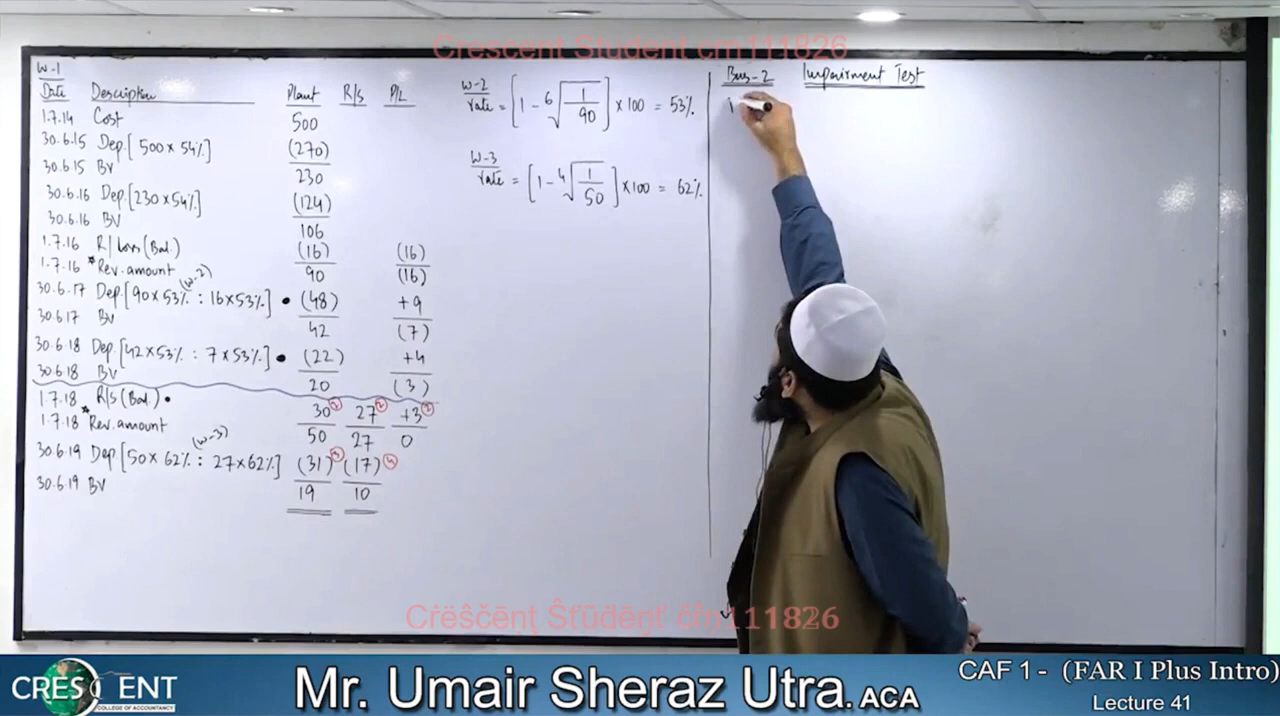 Crescent Student crn111826
W-1
Date Description Plant R/S P/L
1.7.14 Cost 500
30.6.15 Dep.[500 x 54%] (270)
30.6.15 BV 230
30.6.16 Dep.[230 x 54%] (124)
30.6.16 BV 106
1.7.16 R/loss (Bal.) (16) (16)
1.7.16 *Rev. amount 90 (16)
(W-2)
30.6.17 Dep.[90 x 53% : 16 x 53%] • (48) +9
30.6.17 BV 42 (7)
30.6.18 Dep.[42 x 53% : 7 x 53%] • (22) +4
30.6.18 BV 20 (3)
1.7.18 R/S (Bal.) • 30 27 +3
1.7.18 *Rev. amount 50 27 0
(W-3)
30.6.19 Dep.[50 x 62% : 27 x 62%] (31) (17)
30.6.19 BV 19 10
W-2
rate = [1 - ⁶√(1/90)] x 100 = 53%
W-3
rate = [1 - ⁴√(1/50)] x 100 = 62%
Bus-2 Impairment Test
Čřëščēņţ Šťüďëņť čřń111826
CRESCENT
COLLEGE OF ACCOUNTANCY
Mr. Umair Sheraz Utra. ACA
CAF 1 - (FAR I Plus Intro)
Lecture 41